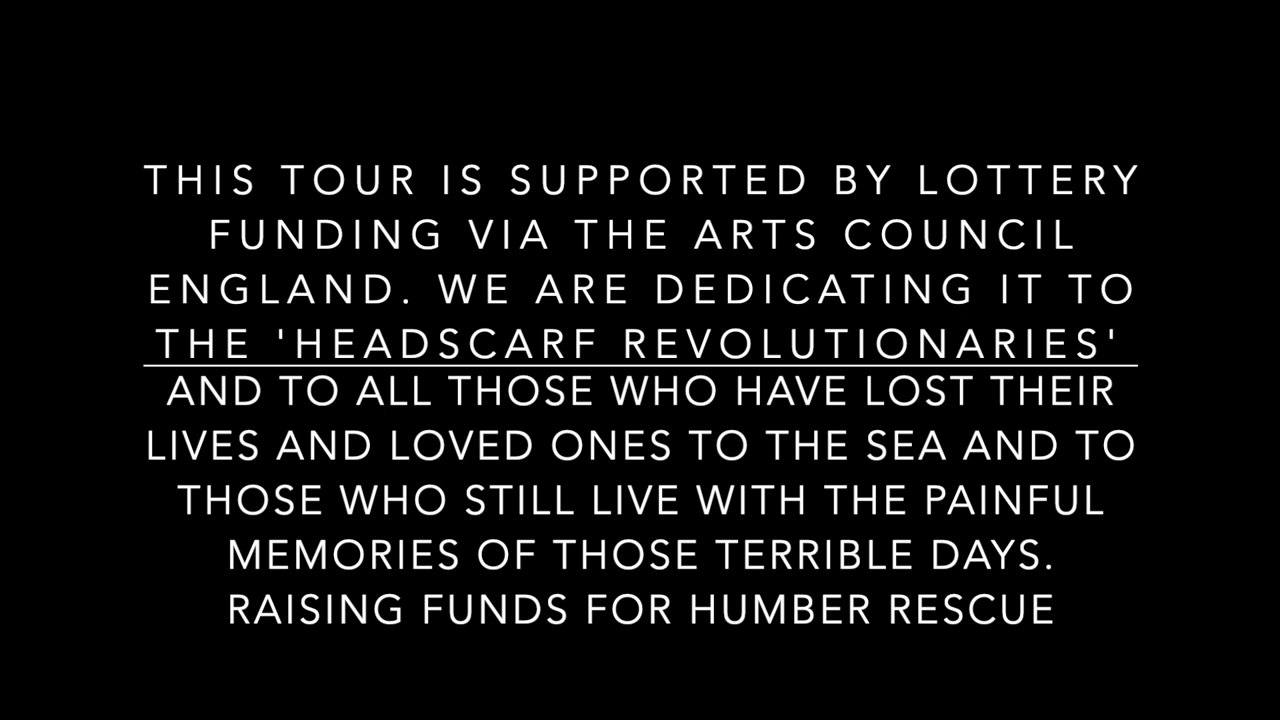 THIS TOUR IS SUPPORTED BY LOTTERY
FUNDING VIA THE ARTS COUNCIL
ENGLAND. WE ARE DEDICATING IT TO
THE 'HEADSCARF REVOLUTIONARIES'
AND TO ALL THOSE WHO HAVE LOST THEIR
LIVES AND LOVED ONES TO THE SEA AND TO
THOSE WHO STILL LIVE WITH THE PAINFUL
MEMORIES OF THOSE TERRIBLE DAYS.
RAISING FUNDS FOR HUMBER RESCUE